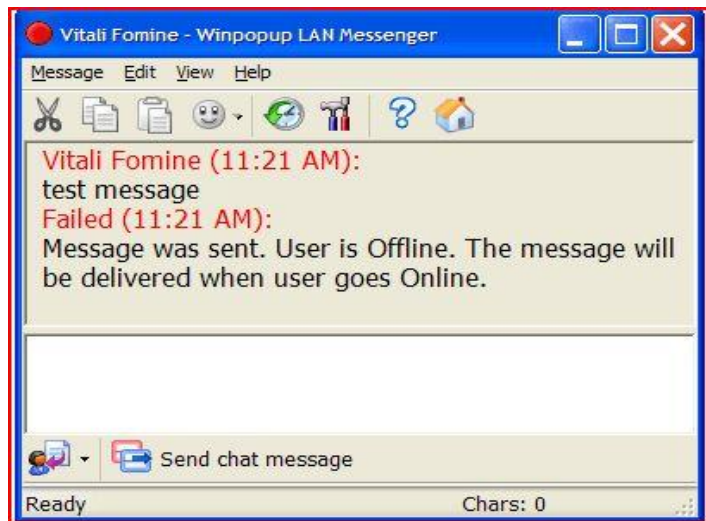 Vitali Fomine - Winpopup LAN Messenger
Message Edit View Help
Vitali Fomine (11:21 AM):
test message
Failed (11:21 AM):
Message was sent. User is Offline. The message will
be delivered when user goes Online.
Send chat message
Ready Chars: 0